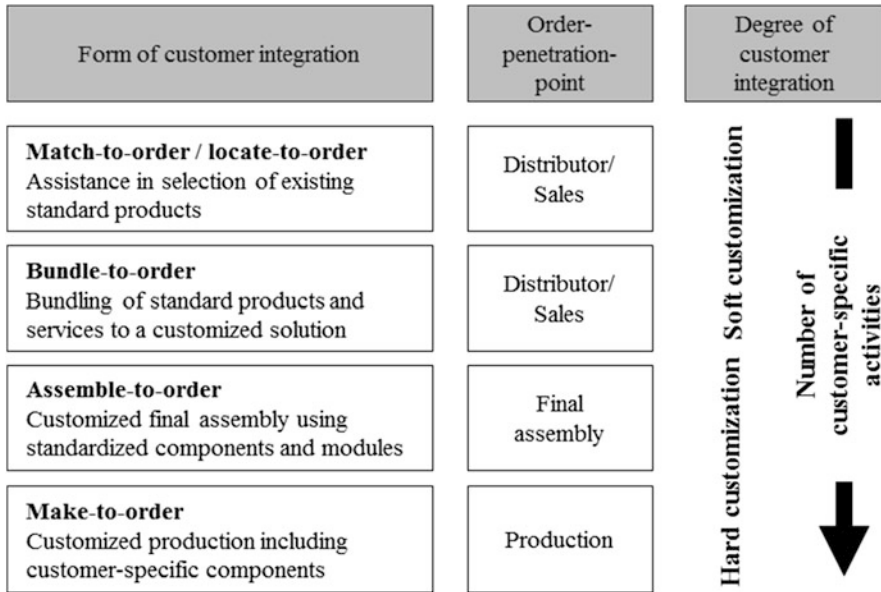 Form of customer integration
Order-
penetration-
point
Degree of
customer
integration
Match-to-order / locate-to-order
Assistance in selection of existing
standard products
Distributor/
Sales
Bundle-to-order
Bundling of standard products and
services to a customized solution
Distributor/
Sales
Assemble-to-order
Customized final assembly using
standardized components and modules
Final
assembly
Make-to-order
Customized production including
customer-specific components
Production
Hard customization Soft customization
Number of
customer-specific
activities